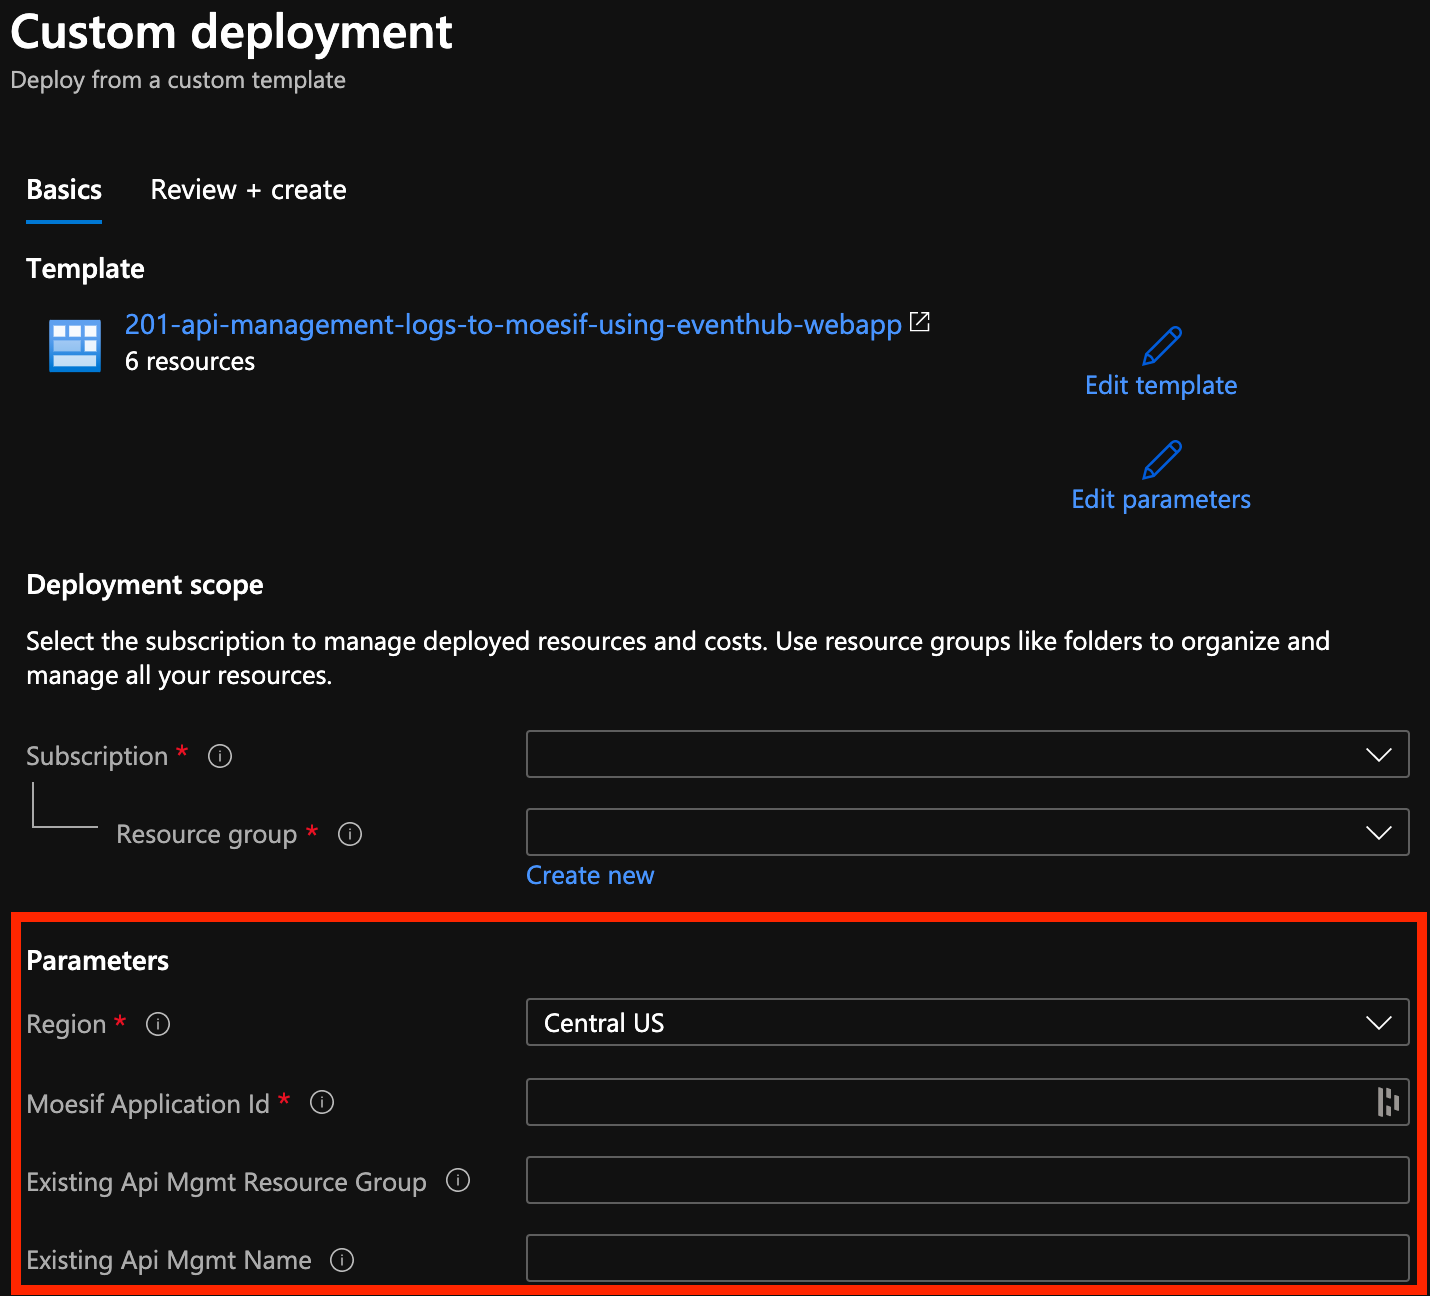 Custom deployment
Deploy from a custom template
Basics
Review + create
Template
201-api-management-logs-to-moesif-using-eventhub-webapp
6 resources
Edit template
Edit parameters
Deployment scope
Select the subscription to manage deployed resources and costs. Use resource groups like folders to organize and
manage all your resources.
Subscription *
Resource group *
Create new
Parameters
Region *
Central US
Moesif Application Id *
Existing Api Mgmt Resource Group
Existing Api Mgmt Name